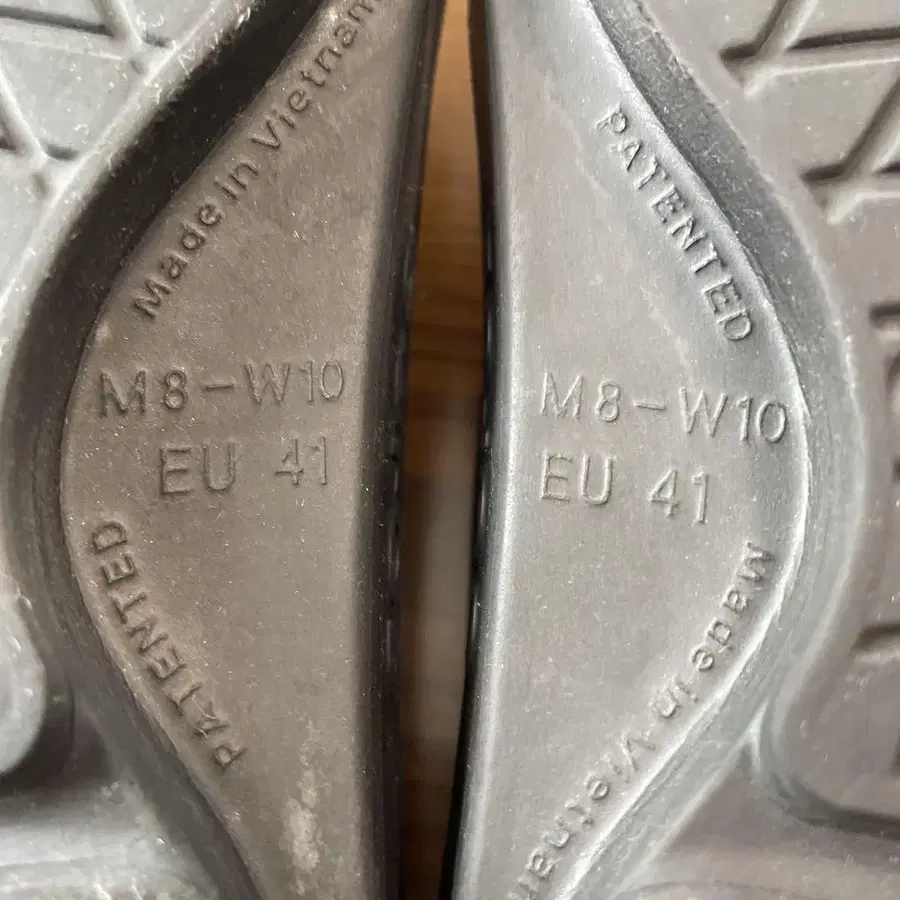 Made in Vietnam
M8-W10
EU 41
PATENTED
PATENTED
M8-W10
EU 41
Made in Vietnam